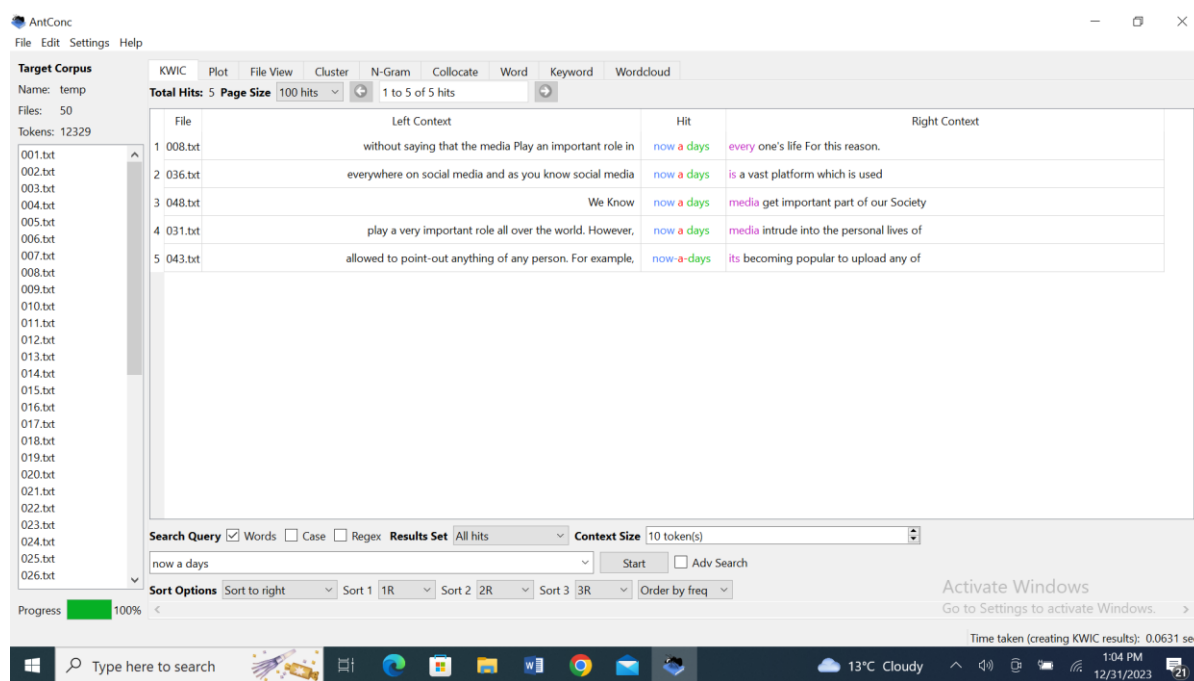 AntConc
File Edit Settings Help
Target Corpus
Name: temp
Files: 50
Tokens: 12329
001.txt
002.txt
003.txt
004.txt
005.txt
006.txt
007.txt
008.txt
009.txt
010.txt
011.txt
012.txt
013.txt
014.txt
015.txt
016.txt
017.txt
018.txt
019.txt
020.txt
021.txt
022.txt
023.txt
024.txt
025.txt
026.txt
Progress 100%
KWIC Plot File View Cluster N-Gram Collocate Word Keyword Wordcloud
Total Hits: 5 Page Size 100 hits 1 to 5 of 5 hits
File Left Context Hit Right Context
1 008.txt without saying that the media Play an important role in now a days every one's life For this reason.
2 036.txt everywhere on social media and as you know social media now a days is a vast platform which is used
3 048.txt We Know now a days media get important part of our Society
4 031.txt play a very important role all over the world. However, now a days media intrude into the personal lives of
5 043.txt allowed to point-out anything of any person. For example, now-a-days its becoming popular to upload any of
Search Query Words Case Regex Results Set All hits Context Size 10 token(s)
now a days Start Adv Search
Sort Options Sort to right Sort 1 1R Sort 2 2R Sort 3 3R Order by freq
Activate Windows
Go to Settings to activate Windows.
Time taken (creating KWIC results): 0.0631 se
Type here to search 13°C Cloudy 1:04 PM
12/31/2023
21